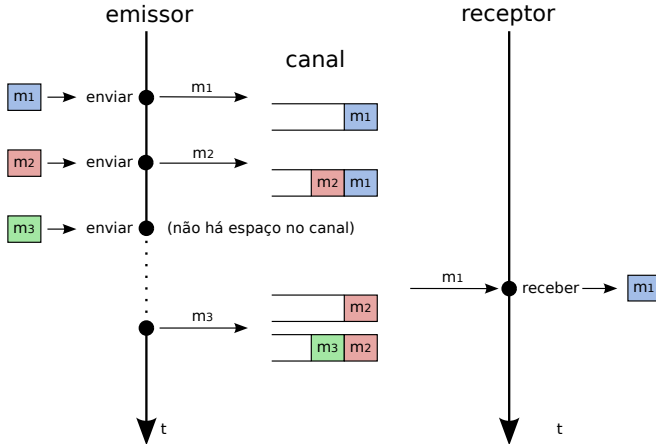 emissor
receptor
canal
m1
enviar
m1
m1
m2
enviar
m2
m2 m1
m3
enviar
(não há espaço no canal)
m1
receber
m1
m2
m3
m3 m2
t
t